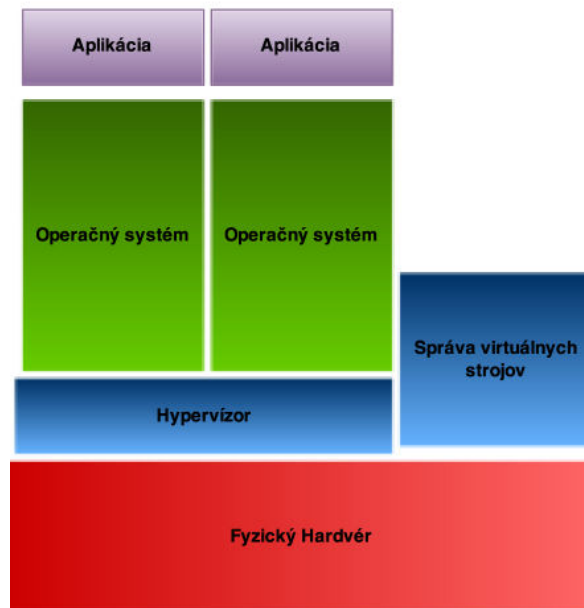 Aplikácia
Aplikácia
Operačný systém
Operačný systém
Správa virtuálnych
strojov
Hypervízor
Fyzický Hardvér